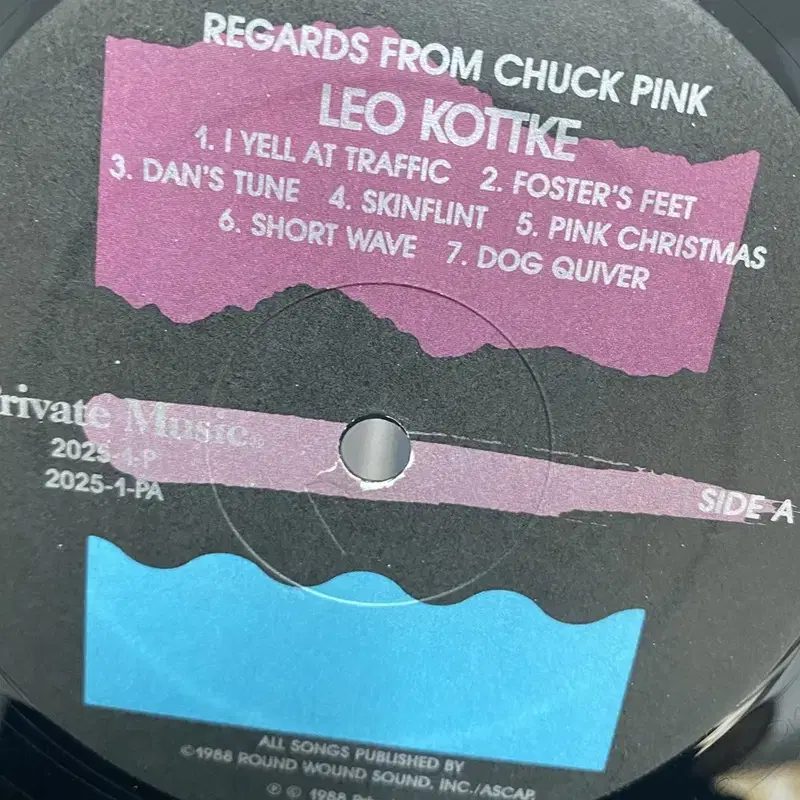 REGARDS FROM CHUCK PINK
LEO KOTTKE
1. I YELL AT TRAFFIC 2. FOSTER'S FEET
3. DAN'S TUNE 4. SKINFLINT 5. PINK CHRISTMAS
6. SHORT WAVE 7. DOG QUIVER
Private Music
2025-1-P
2025-1-PA
SIDE A
ALL SONGS PUBLISHED BY
©1988 ROUND WOUND SOUND, INC./ASCAP
℗ © 1988